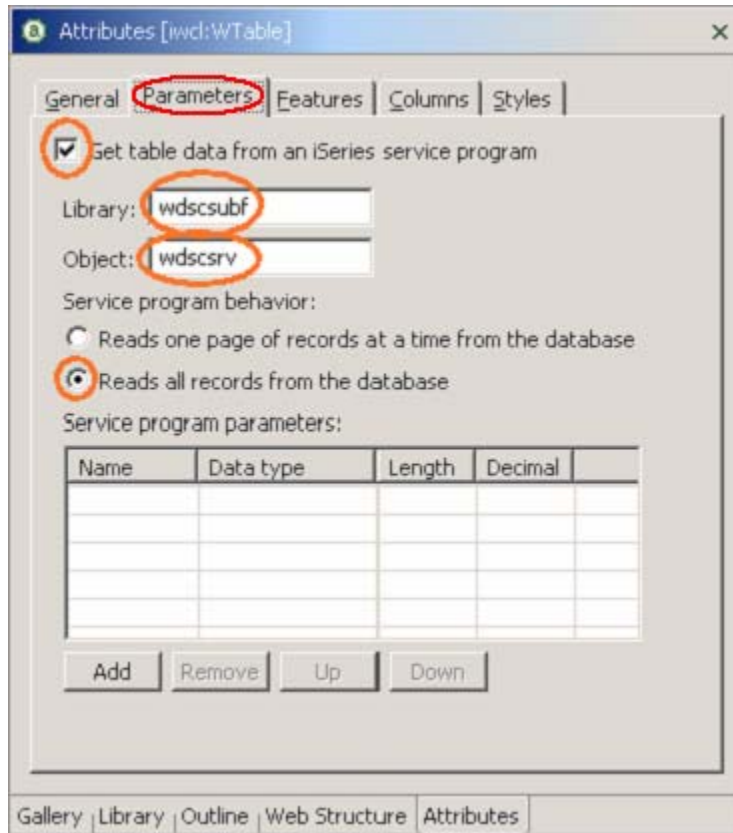 a Attributes [iwcl:WTable]
General Parameters Features Columns Styles
Get table data from an iSeries service program
Library: wdscsubf
Object: wdscsrv
Service program behavior:
Reads one page of records at a time from the database
Reads all records from the database
Service program parameters:
Name Data type Length Decimal
Add Remove Up Down
Gallery Library Outline Web Structure Attributes